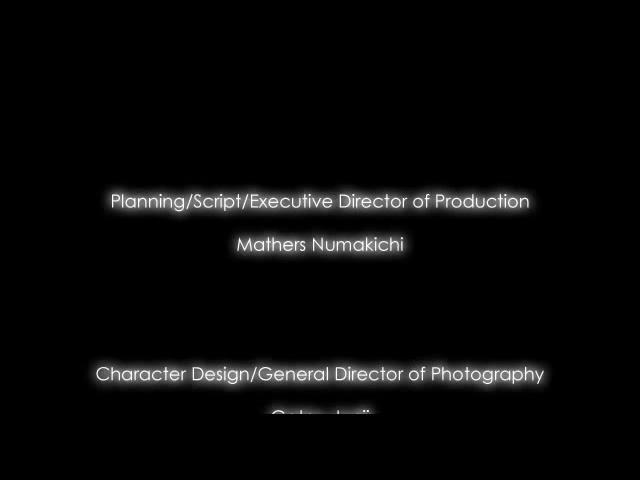 Planning/Script/Executive Director of Production
Mathers Numakichi
Character Design/General Director of Photography